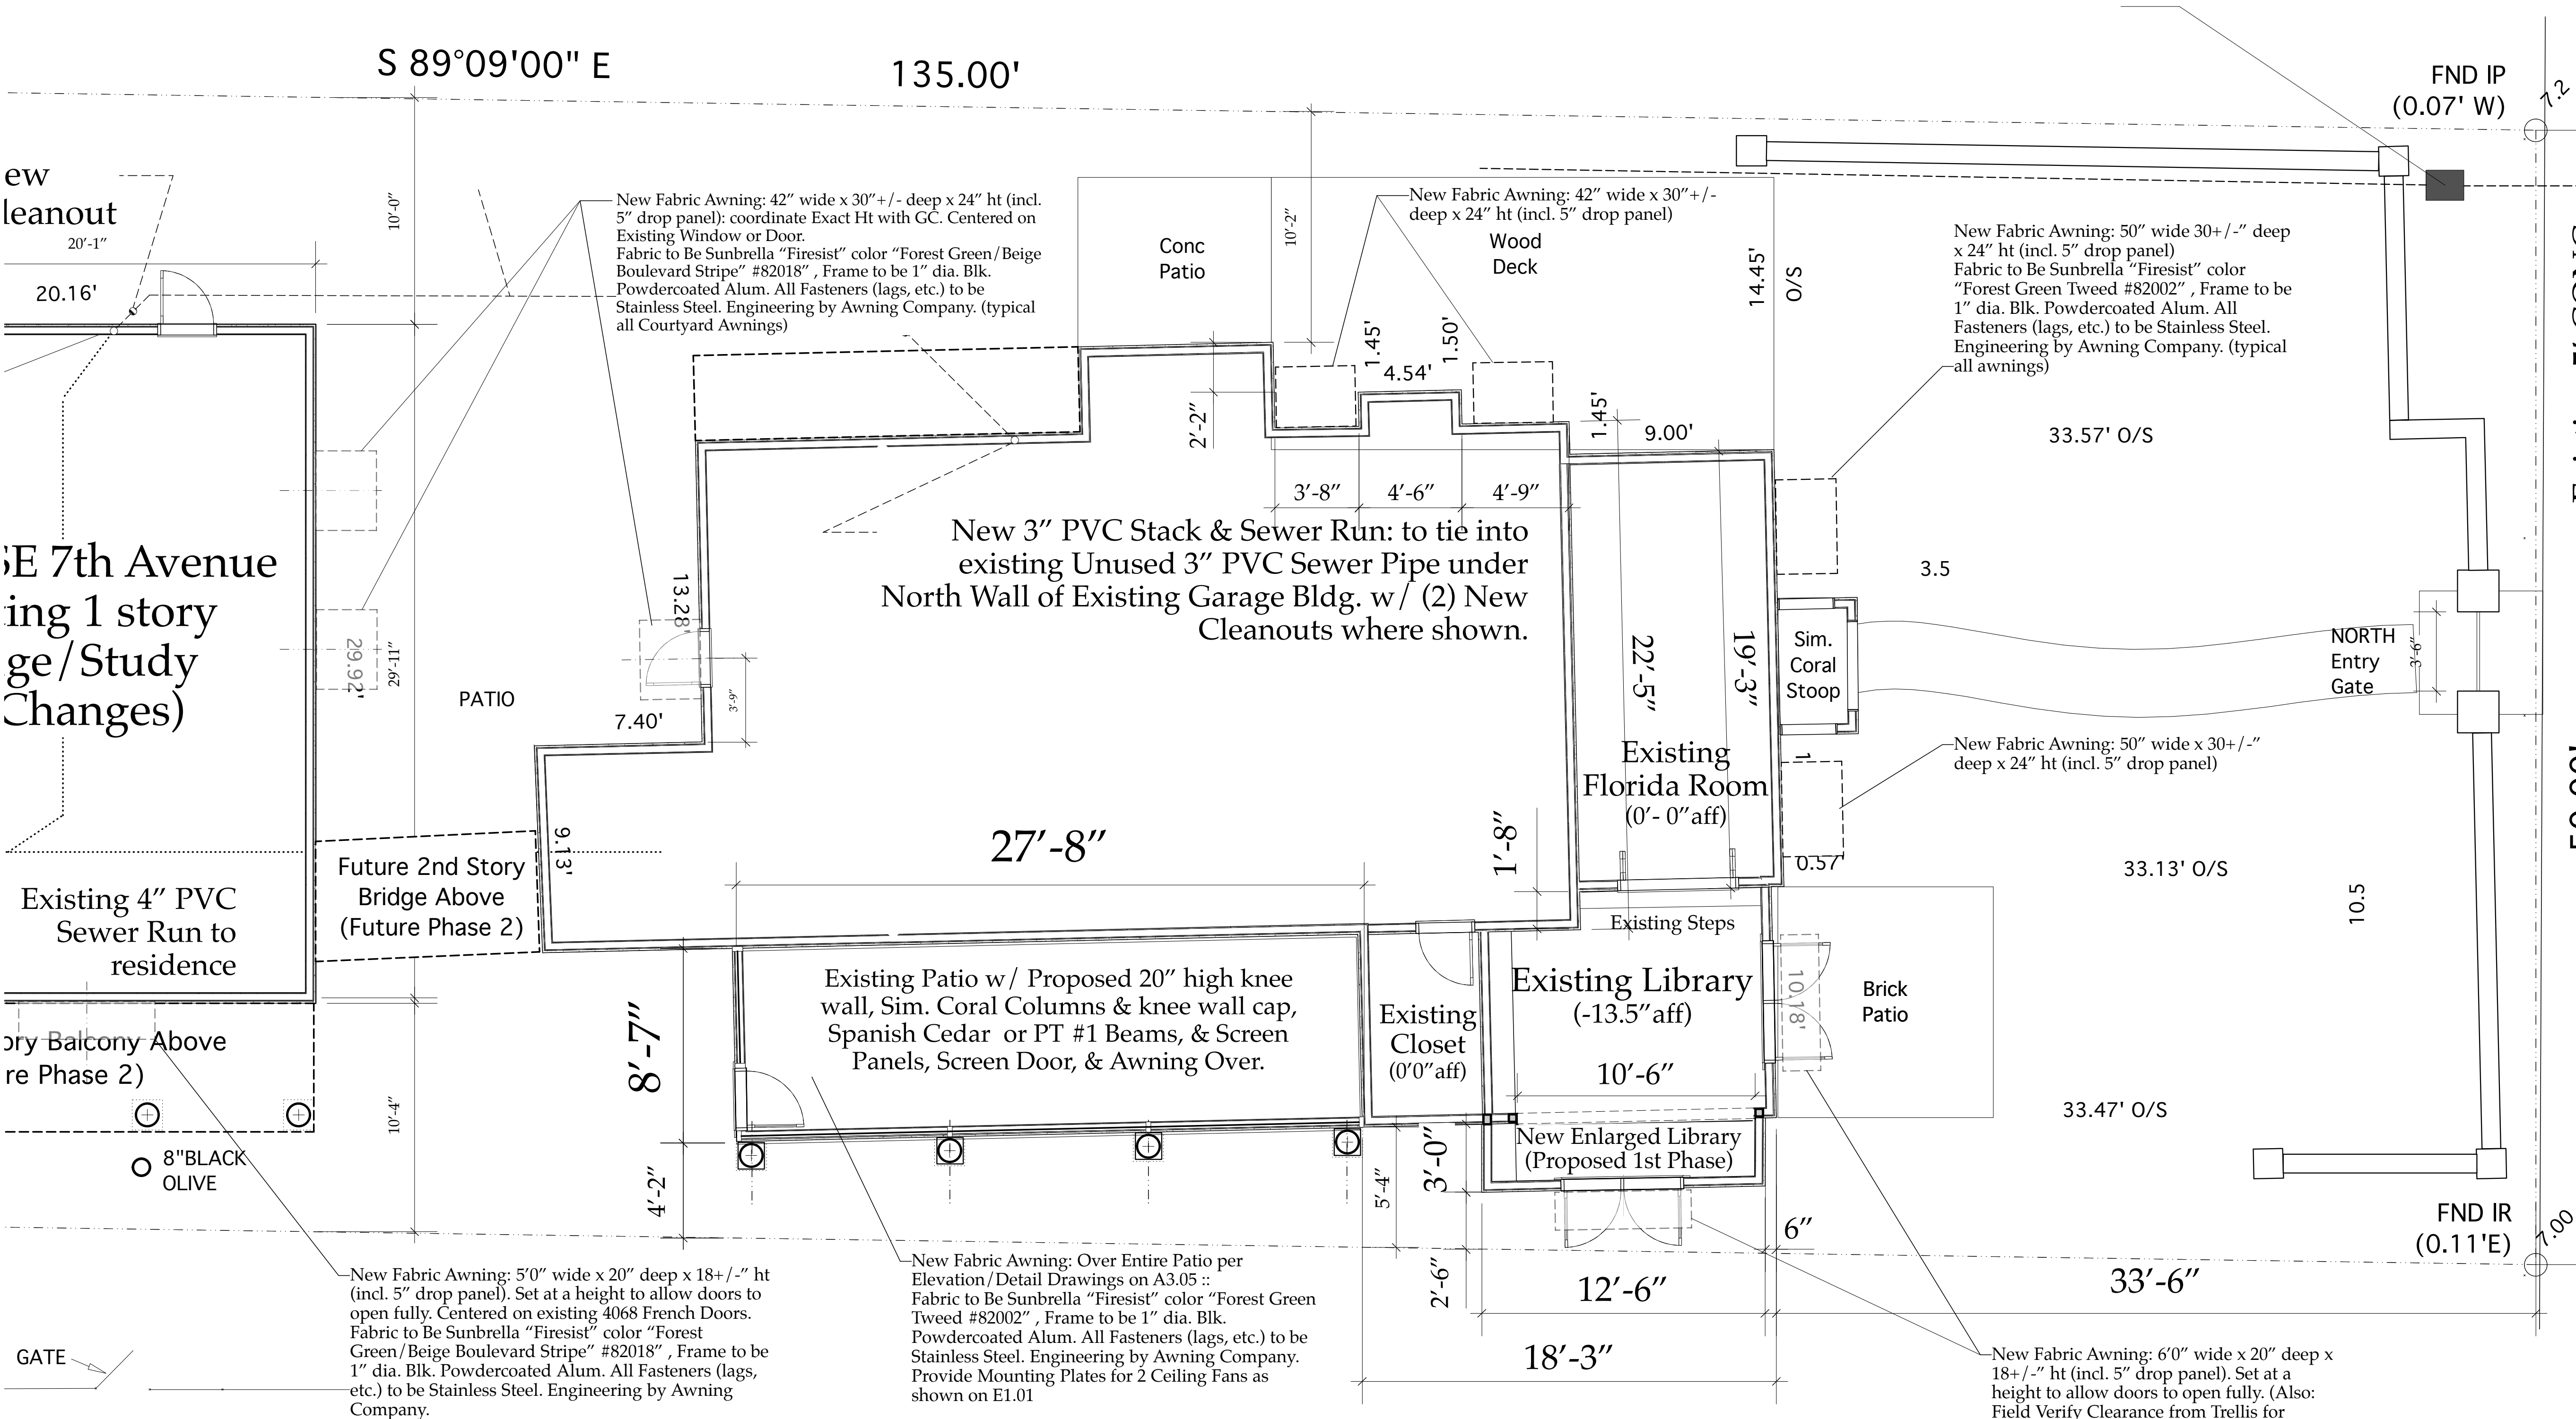 S 89°09'00" E
135.00'
FND IP
(0.07' W)
7.2
ew
leanout
20'-1"
20.16'
10'-0"
New Fabric Awning: 42" wide x 30"+/- deep x 24" ht (incl.
5" drop panel): coordinate Exact Ht with GC. Centered on
Existing Window or Door.
Fabric to Be Sunbrella "Firesist" color "Forest Green/Beige
Boulevard Stripe" #82018" , Frame to be 1" dia. Blk.
Powdercoated Alum. All Fasteners (lags, etc.) to be
Stainless Steel. Engineering by Awning Company. (typical
all Courtyard Awnings)
Conc
Patio
10'-2"
New Fabric Awning: 42" wide x 30"+/-
deep x 24" ht (incl. 5" drop panel)
Wood
Deck
14.45'
O/S
New Fabric Awning: 50" wide 30+/-" deep
x 24" ht (incl. 5" drop panel)
Fabric to Be Sunbrella "Firesist" color
"Forest Green Tweed #82002" , Frame to be
1" dia. Blk. Powdercoated Alum. All
Fasteners (lags, etc.) to be Stainless Steel.
Engineering by Awning Company. (typical
all awnings)
1.45'
1.50'
4.54'
2'-2"
1.45'
9.00'
33.57' O/S
3'-8"
4'-6"
4'-9"
New 3" PVC Stack & Sewer Run: to tie into
existing Unused 3" PVC Sewer Pipe under
North Wall of Existing Garage Bldg. w/ (2) New
Cleanouts where shown.
SE 7th Avenue
ing 1 story
ge/Study
Changes)
29.92'
29'-11"
PATIO
13.28'
7.40'
3'-9"
22'-5"
19'-3"
Sim.
Coral
Stoop
3.5
NORTH
Entry
Gate
3'-6"
Existing
Florida Room
(0'- 0"aff)
1
New Fabric Awning: 50" wide x 30+/-"
deep x 24" ht (incl. 5" drop panel)
50.00'
27'-8"
1'-8"
0.57'
33.13' O/S
10.5
9.13'
Future 2nd Story
Bridge Above
(Future Phase 2)
Existing 4" PVC
Sewer Run to
residence
Existing Steps
Existing Library
(-13.5"aff)
10.18'
Brick
Patio
Existing Patio w/ Proposed 20" high knee
wall, Sim. Coral Columns & knee wall cap,
Spanish Cedar or PT #1 Beams, & Screen
Panels, Screen Door, & Awning Over.
Existing
Closet
(0'0"aff)
10'-6"
8'-7"
ory Balcony Above
re Phase 2)
10'-4"
33.47' O/S
New Enlarged Library
(Proposed 1st Phase)
3'-0"
5'-4"
4'-2"
8"BLACK
OLIVE
6"
FND IR
(0.11'E)
7.00
2'-6"
12'-6"
33'-6"
18'-3"
GATE
New Fabric Awning: 5'0" wide x 20" deep x 18+/-" ht
(incl. 5" drop panel). Set at a height to allow doors to
open fully. Centered on existing 4068 French Doors.
Fabric to Be Sunbrella "Firesist" color "Forest
Green/Beige Boulevard Stripe" #82018" , Frame to be
1" dia. Blk. Powdercoated Alum. All Fasteners (lags,
etc.) to be Stainless Steel. Engineering by Awning
Company.
New Fabric Awning: Over Entire Patio per
Elevation/Detail Drawings on A3.05 ::
Fabric to Be Sunbrella "Firesist" color "Forest Green
Tweed #82002" , Frame to be 1" dia. Blk.
Powdercoated Alum. All Fasteners (lags, etc.) to be
Stainless Steel. Engineering by Awning Company.
Provide Mounting Plates for 2 Ceiling Fans as
shown on E1.01
New Fabric Awning: 6'0" wide x 20" deep x
18+/-" ht (incl. 5" drop panel). Set at a
height to allow doors to open fully. (Also:
Field Verify Clearance from Trellis for